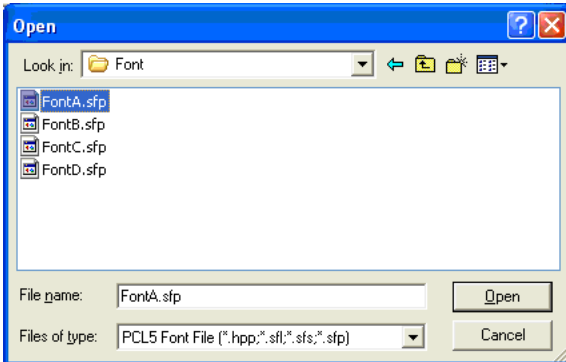 Open
Look in: Font
FontA.sfp
FontB.sfp
FontC.sfp
FontD.sfp
File name: FontA.sfp Open
Files of type: PCL5 Font File (*.hpp;*.sfl;*.sfs;*.sfp) Cancel